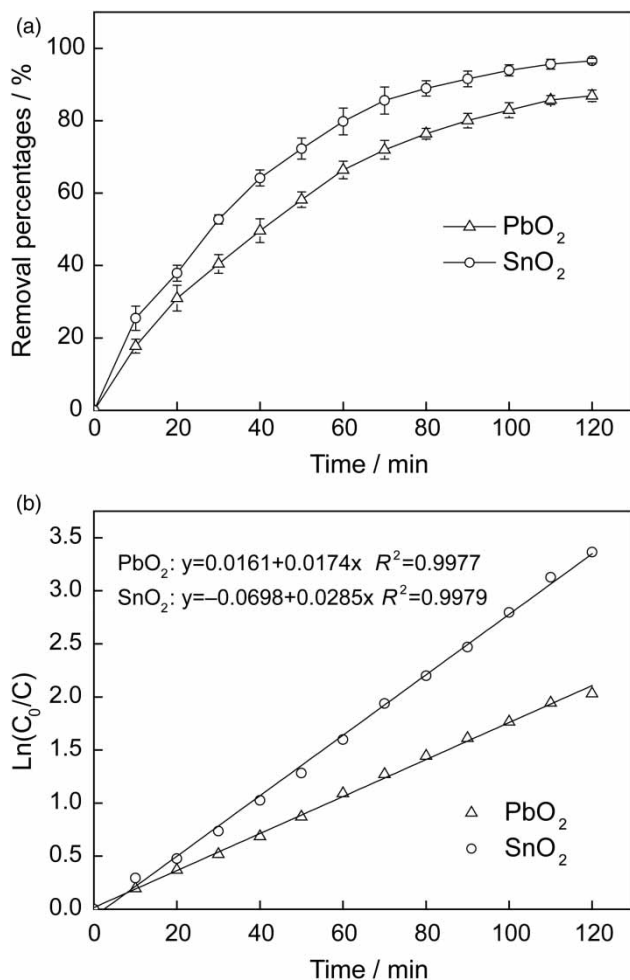 (a)
Removal percentages / %
100
80
60
40
20
0
PbO₂
SnO₂
0 20 40 60 80 100 120
Time / min
(b)
Ln(C₀/C)
3.5
3.0
2.5
2.0
1.5
1.0
0.5
0.0
PbO₂: y=0.0161+0.0174x R²=0.9977
SnO₂: y=–0.0698+0.0285x R²=0.9979
PbO₂
SnO₂
0 20 40 60 80 100 120
Time / min